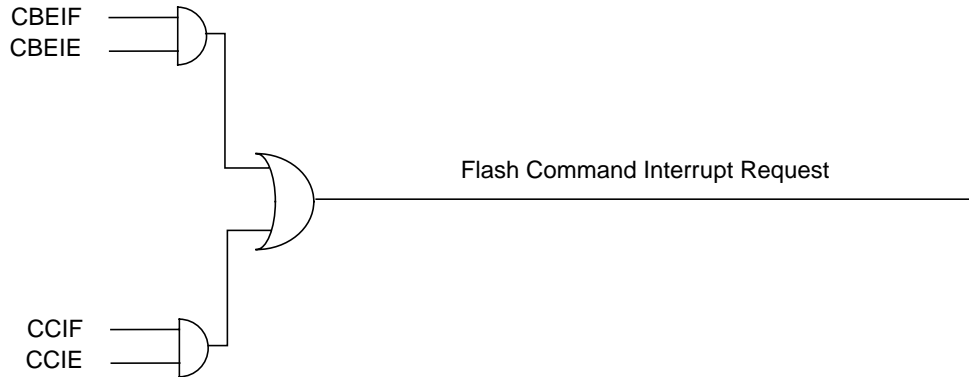 CBEIF
CBEIE
Flash Command Interrupt Request
CCIF
CCIE